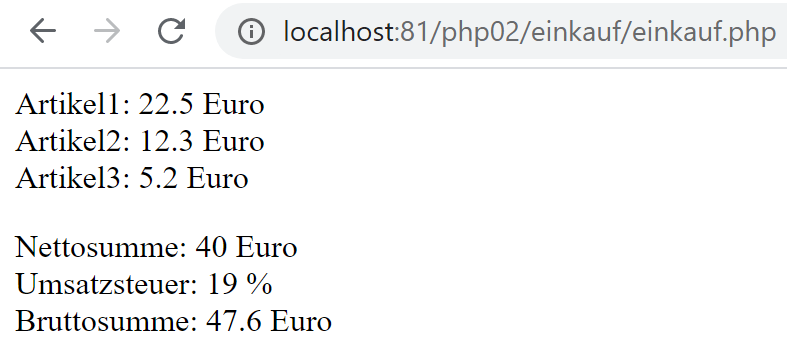 localhost:81/php02/einkauf/einkauf.php
Artikel1: 22.5 Euro
Artikel2: 12.3 Euro
Artikel3: 5.2 Euro
Nettosumme: 40 Euro
Umsatzsteuer: 19 %
Bruttosumme: 47.6 Euro